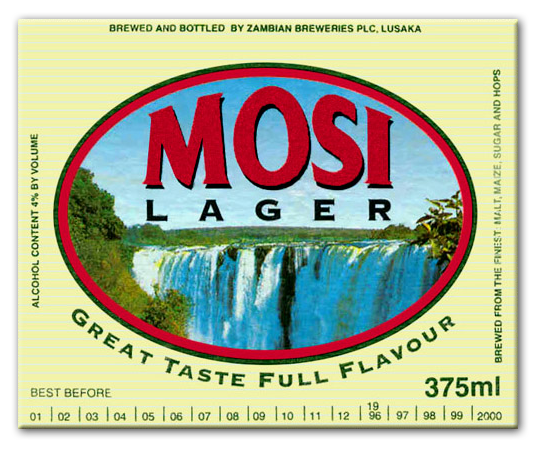 BREWED AND BOTTLED BY ZAMBIAN BREWERIES PLC, LUSAKA
ALCOHOL CONTENT 4% BY VOLUME
MOSI
LAGER
GREAT TASTE FULL FLAVOUR
BREWED FROM THE FINEST: MALT, MAIZE, SUGAR AND HOPS
BEST BEFORE
375ml
01 | 02 | 03 | 04 | 05 | 06 | 07 | 08 | 09 | 10 | 11 | 12 | 19 96 | 97 | 98 | 99 | 2000